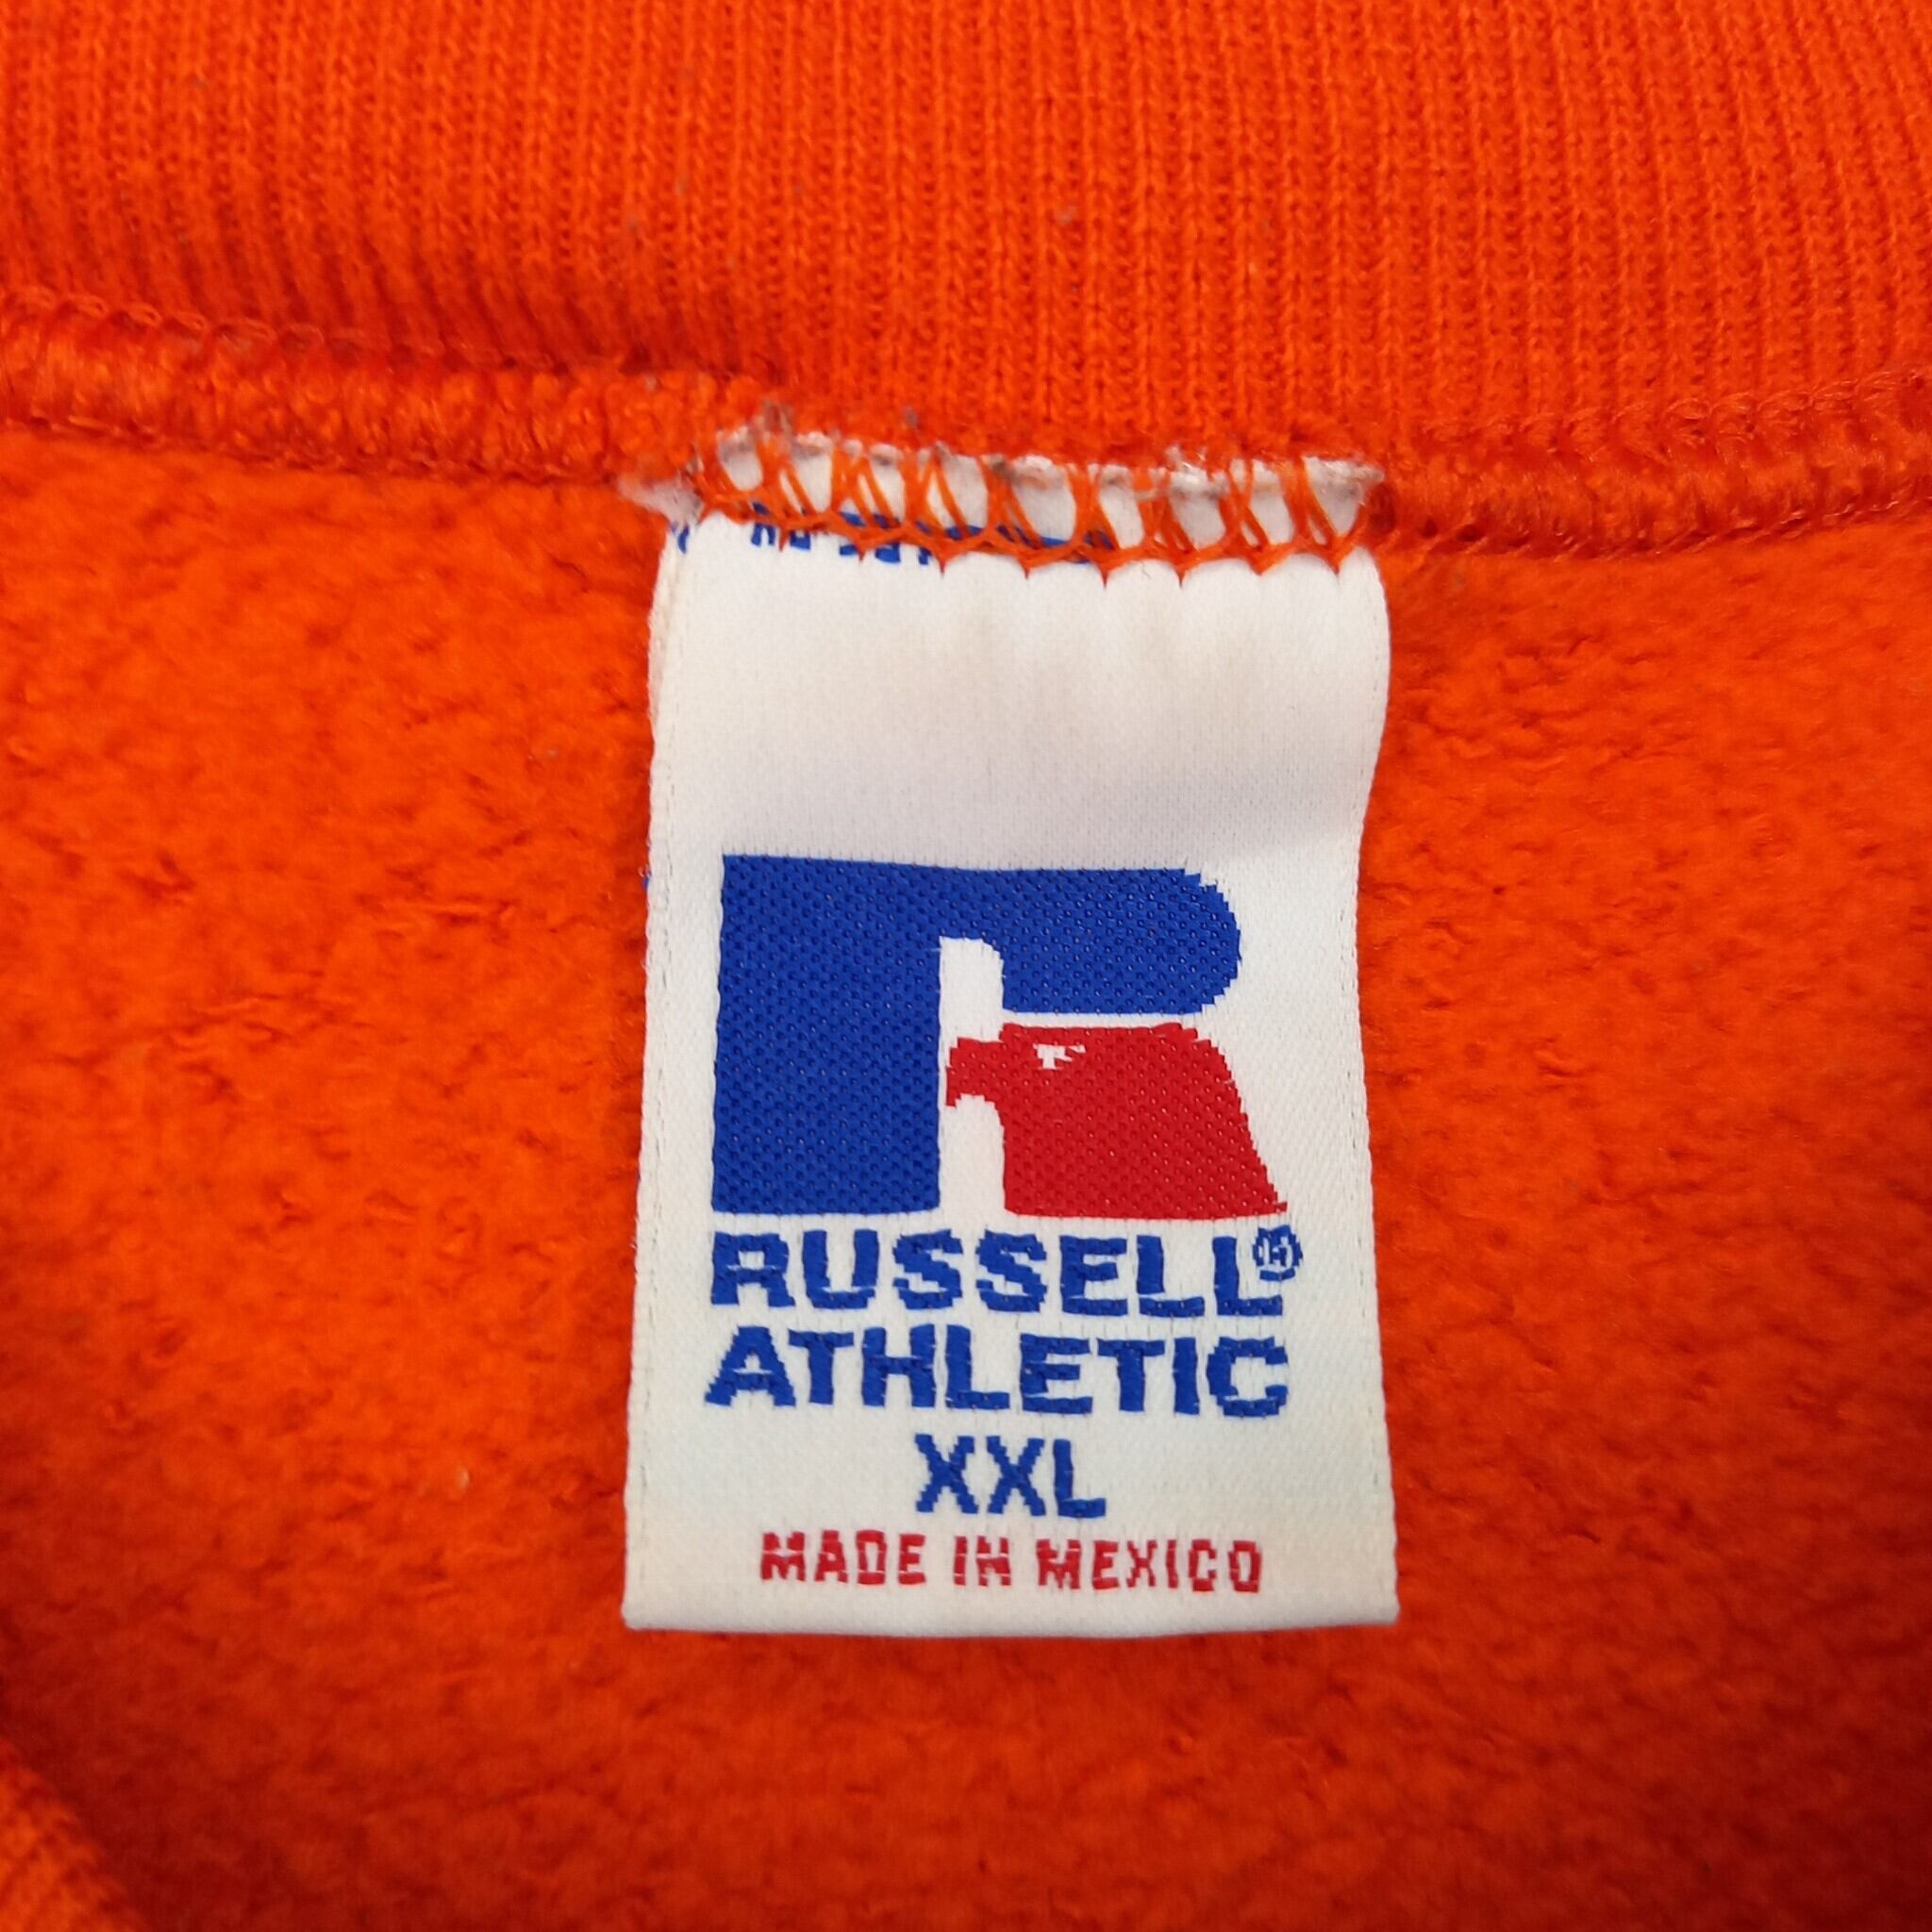 RUSSELL®
ATHLETIC
XXL
MADE IN MEXICO